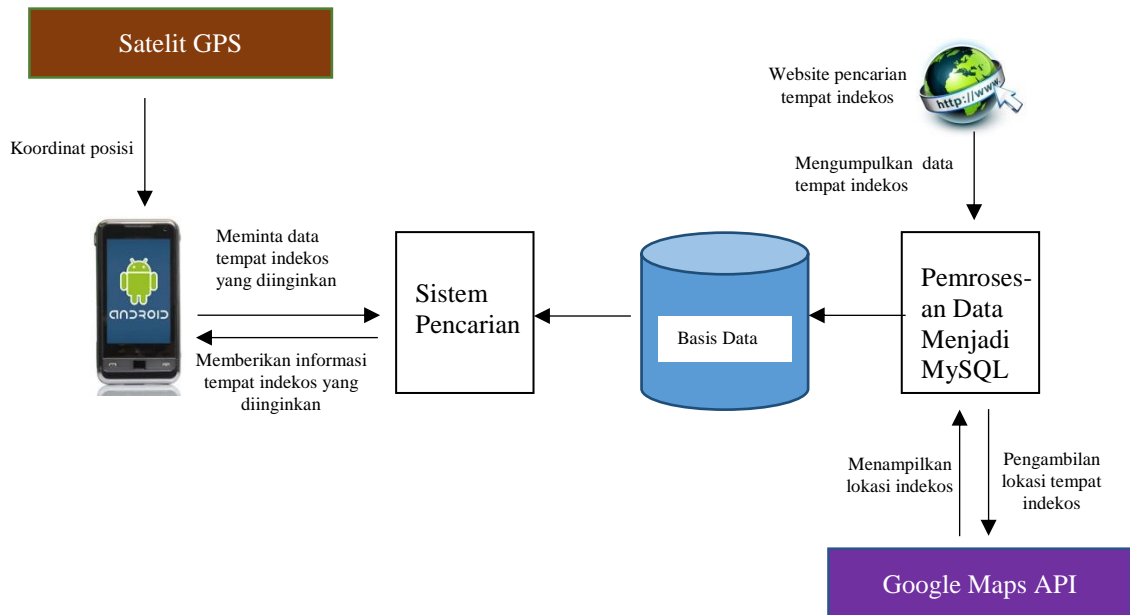 Satelit GPS
Koordinat posisi
Website pencarian
tempat indekos
http://www.
Mengumpulkan data
tempat indekos
Meminta data
tempat indekos
yang diinginkan
ANDROID
Memberikan informasi
tempat indekos yang
diinginkan
Sistem
Pencarian
Basis Data
Pemroses-
an Data
Menjadi
MySQL
Menampilkan
lokasi indekos
Pengambilan
lokasi tempat
indekos
Google Maps API